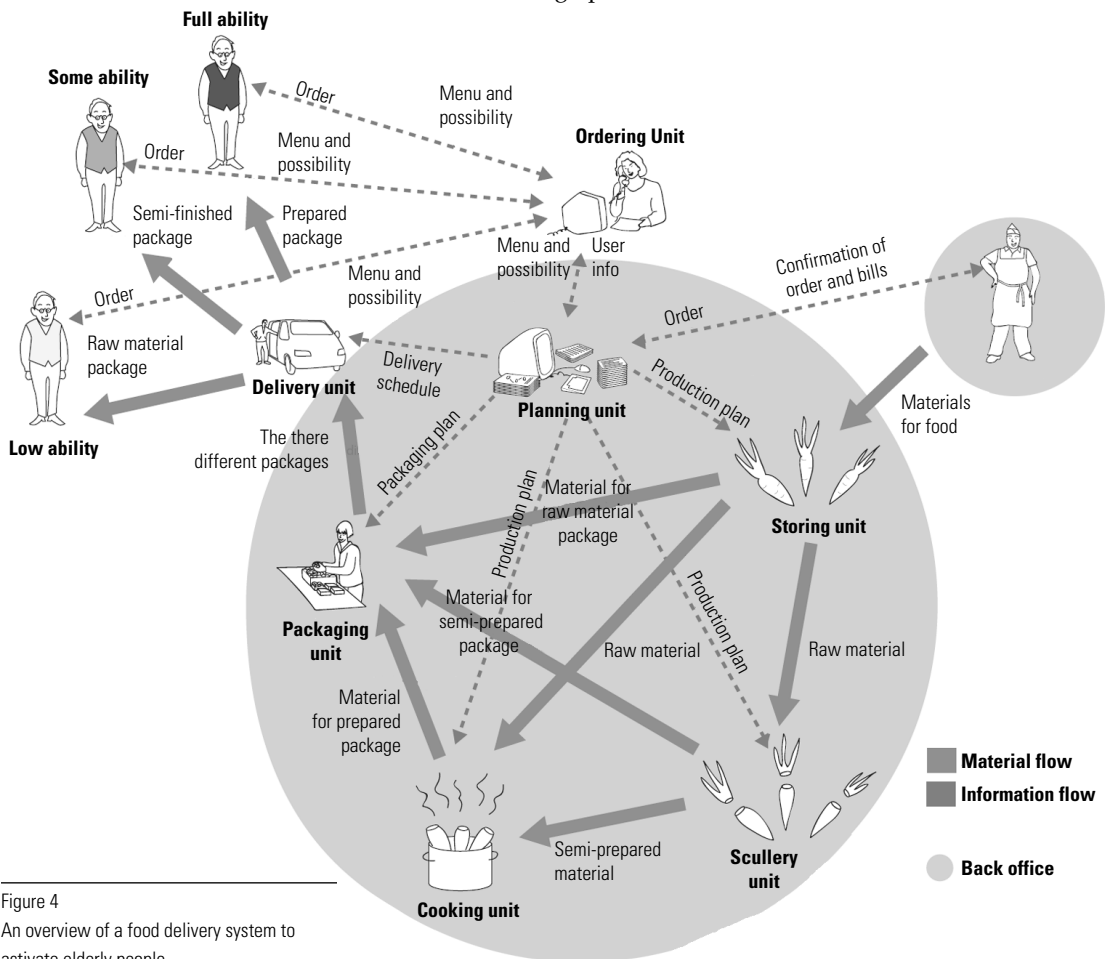 Full ability
Some ability
Order
Menu and
possibility
Ordering Unit
Order
Menu and
possibility
Semi-finished
package
Prepared
package
Menu and
possibility
User
info
Confirmation of
order and bills
Menu and
possibility
Order
Order
Raw material
package
Delivery unit
Delivery
schedule
Planning unit
Production plan
Materials
for food
Low ability
The there
different packages
Packaging plan
Production plan
Material for
raw material
package
Storing unit
Production plan
Material for
semi-prepared
package
Packaging
unit
Raw material
Raw material
Material
for prepared
package
Material flow
Information flow
Semi-prepared
material
Scullery
unit
Back office
Cooking unit
Figure 4
An overview of a food delivery system to
activate elderly people